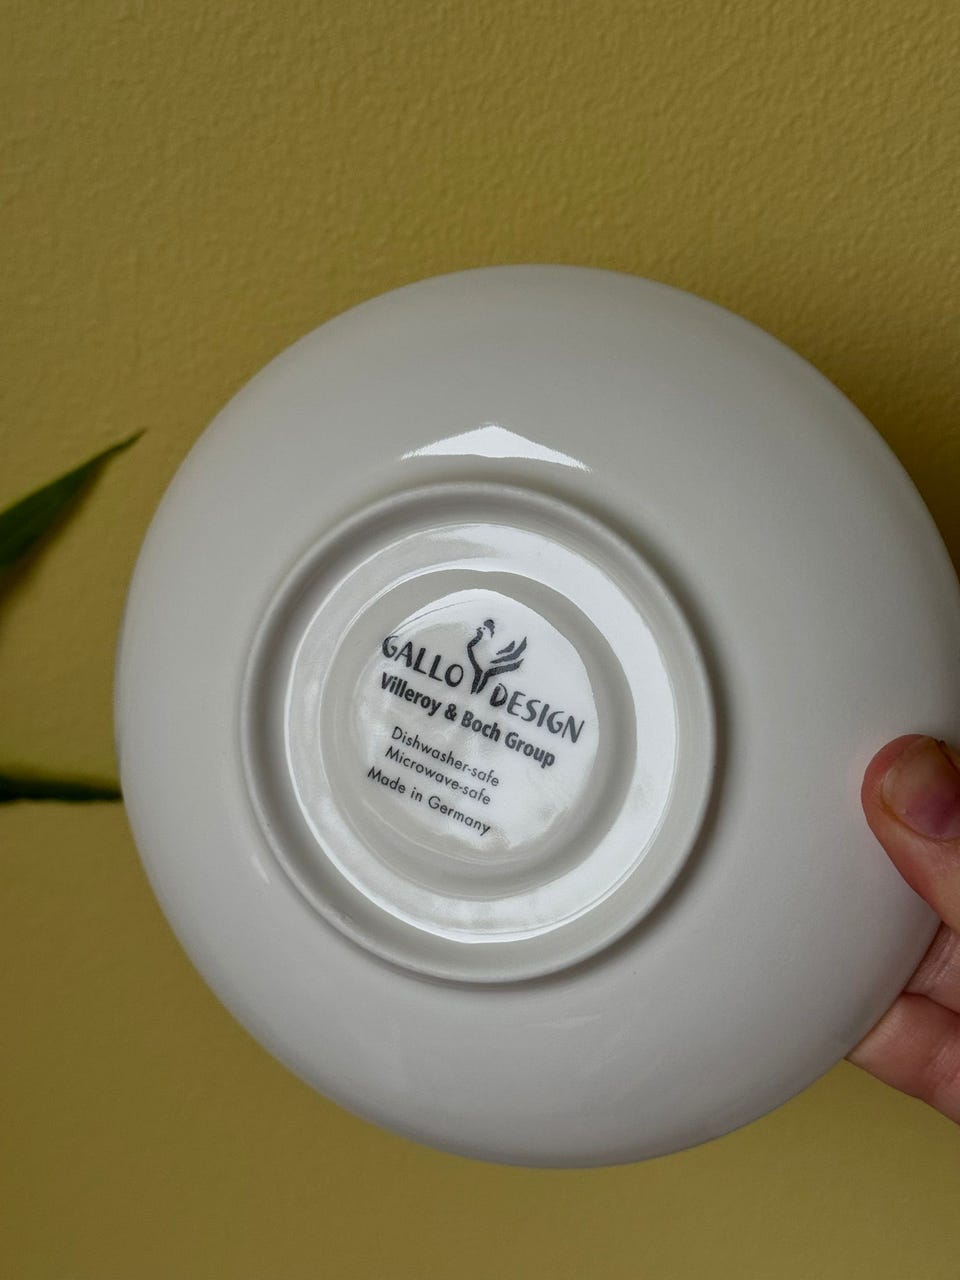 GALLO DESIGN
Villeroy & Boch Group
Dishwasher-safe
Microwave-safe
Made in Germany